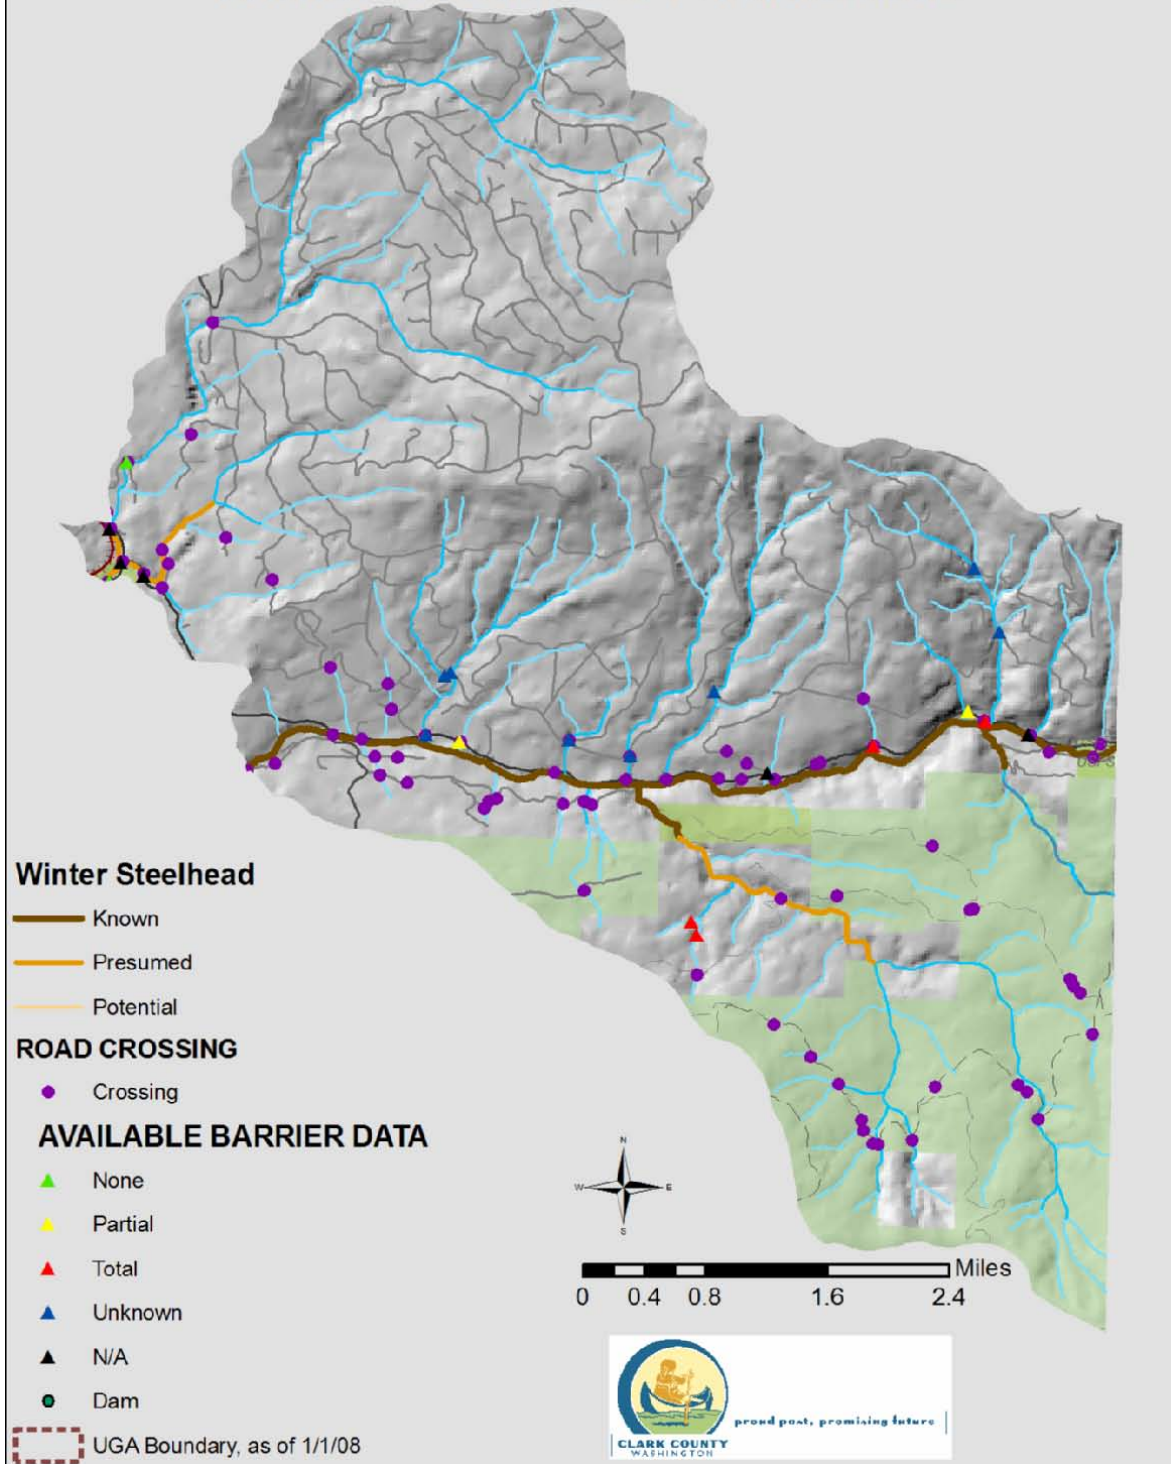 Winter Steelhead
Known
Presumed
Potential
ROAD CROSSING
Crossing
AVAILABLE BARRIER DATA
None
Partial
Total
Unknown
N/A
Dam
UGA Boundary, as of 1/1/08
N
W E
S
Miles
0 0.4 0.8 1.6 2.4
proud past, promising future
CLARK COUNTY
WASHINGTON